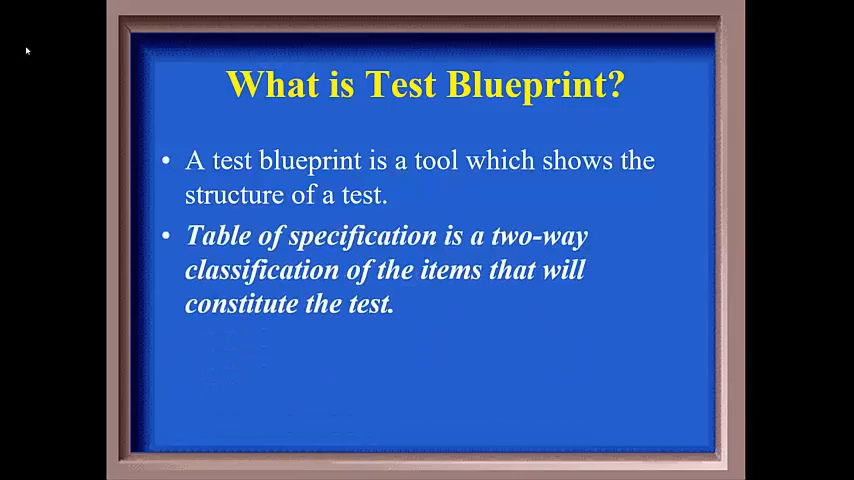 What is Test Blueprint?
• A test blueprint is a tool which shows the
structure of a test.
• Table of specification is a two-way
classification of the items that will
constitute the test.